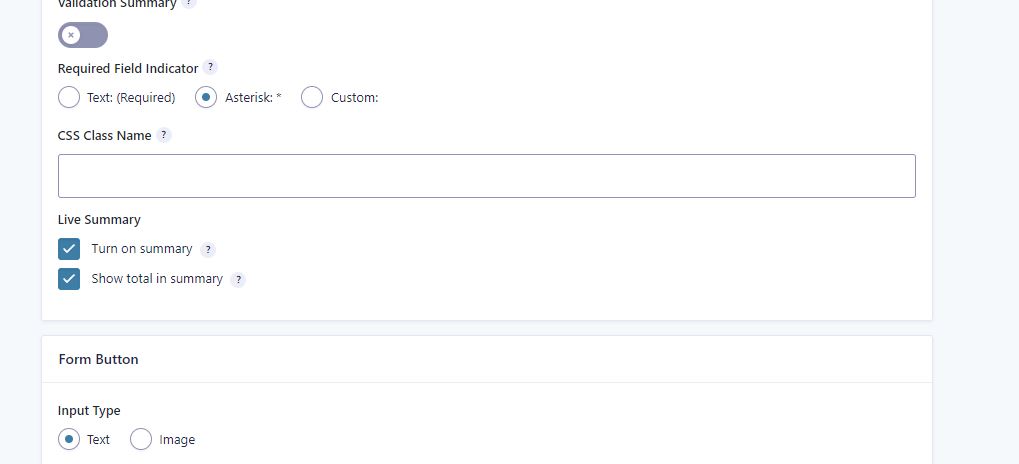 Validation Summary ?
Required Field Indicator ?
Text: (Required) Asterisk: * Custom:
CSS Class Name ?
Live Summary
Turn on summary ?
Show total in summary ?
Form Button
Input Type
Text Image